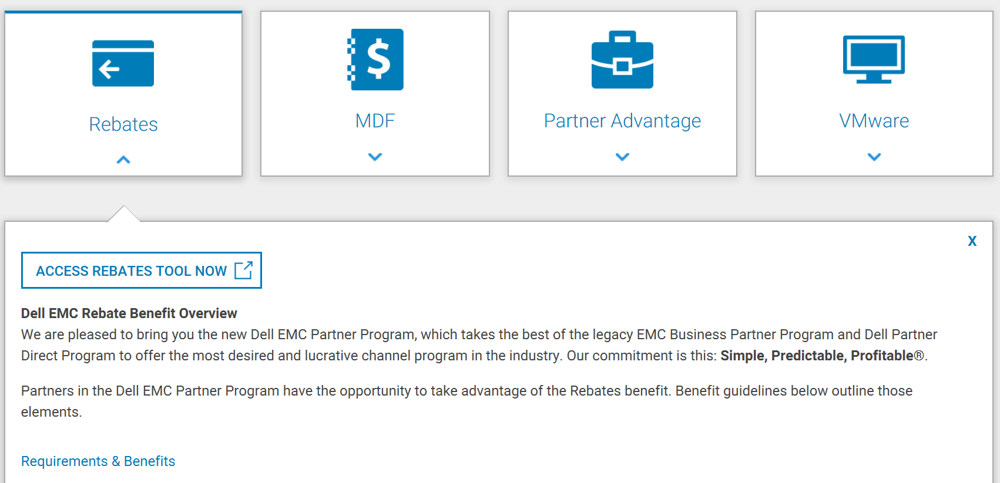 Rebates
MDF
Partner Advantage
VMware
X
ACCESS REBATES TOOL NOW
Dell EMC Rebate Benefit Overview
We are pleased to bring you the new Dell EMC Partner Program, which takes the best of the legacy EMC Business Partner Program and Dell Partner
Direct Program to offer the most desired and lucrative channel program in the industry. Our commitment is this: Simple, Predictable, Profitable®.
Partners in the Dell EMC Partner Program have the opportunity to take advantage of the Rebates benefit. Benefit guidelines below outline those
elements.
Requirements & Benefits